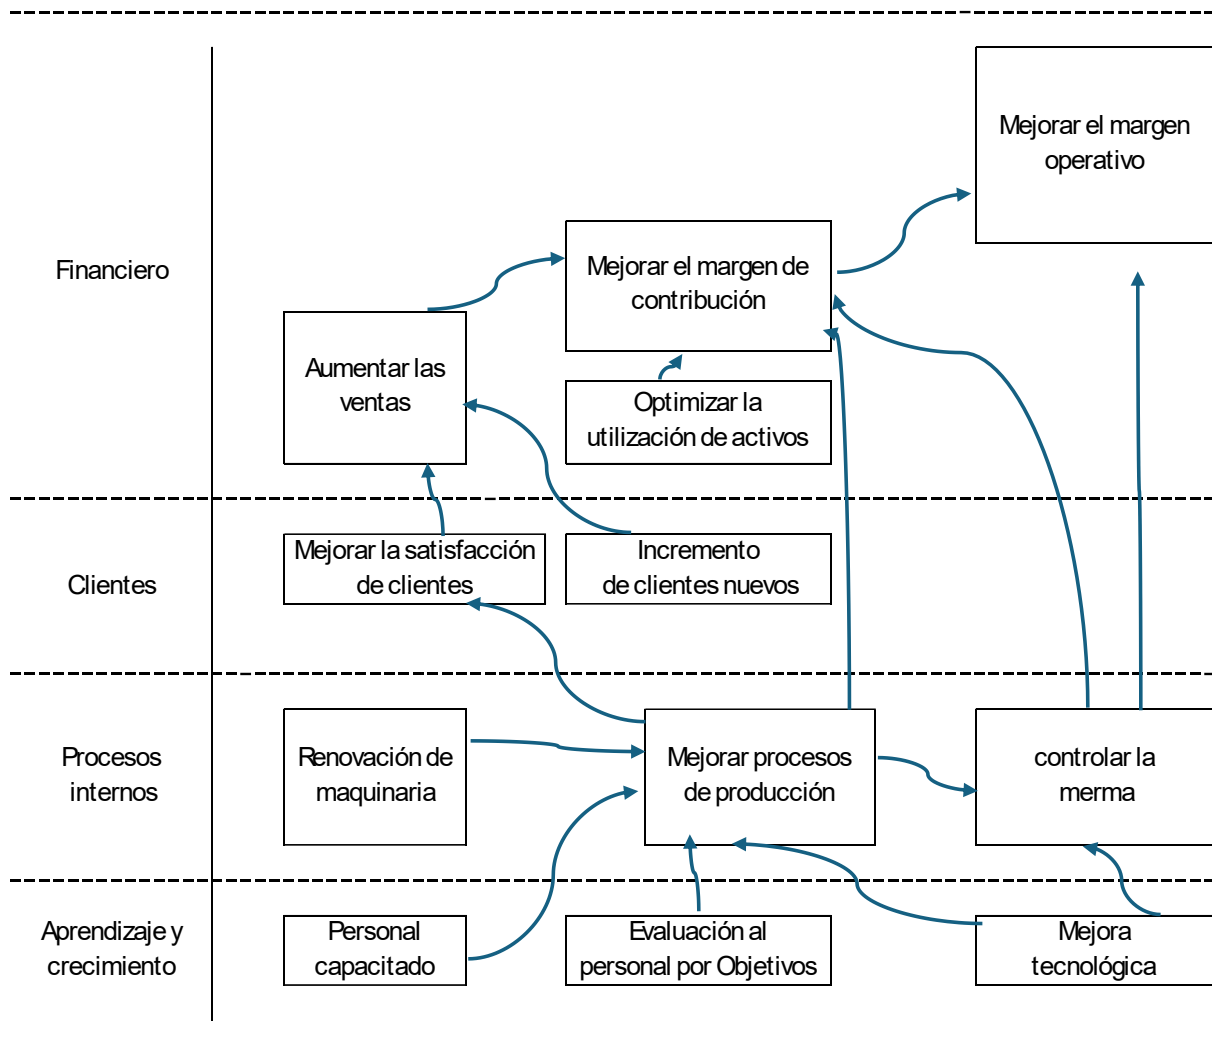 Mejorar el margen
operativo
Financiero
Mejorar el margen de
contribución
Aumentar las
ventas
Optimizar la
utilización de activos
Clientes
Mejorar la satisfacción
de clientes
Incremento
de clientes nuevos
Procesos
internos
Renovación de
maquinaria
Mejorar procesos
de producción
controlar la
merma
Aprendizaje y
crecimiento
Personal
capacitado
Evaluación al
personal por Objetivos
Mejora
tecnológica